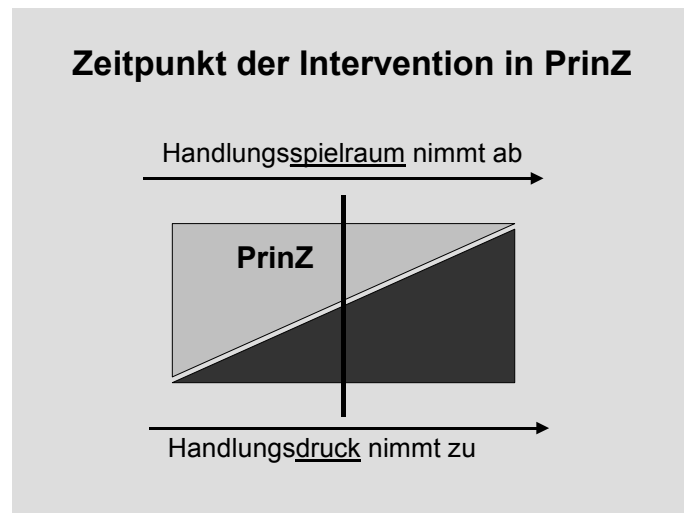 Zeitpunkt der Intervention in PrinZ
Handlungsspielraum nimmt ab
PrinZ
Handlungsdruck nimmt zu